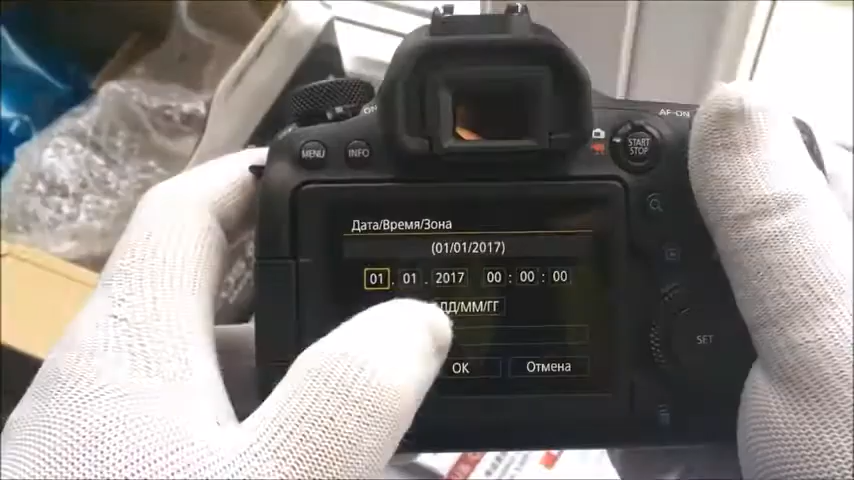 MENU INFO
AF-ON
START
STOP
Дата/Время/Зона
(01/01/2017)
01 . 01 . 2017 00 : 00 : 00
ДД/ММ/ГГ
SET
OK Отмена